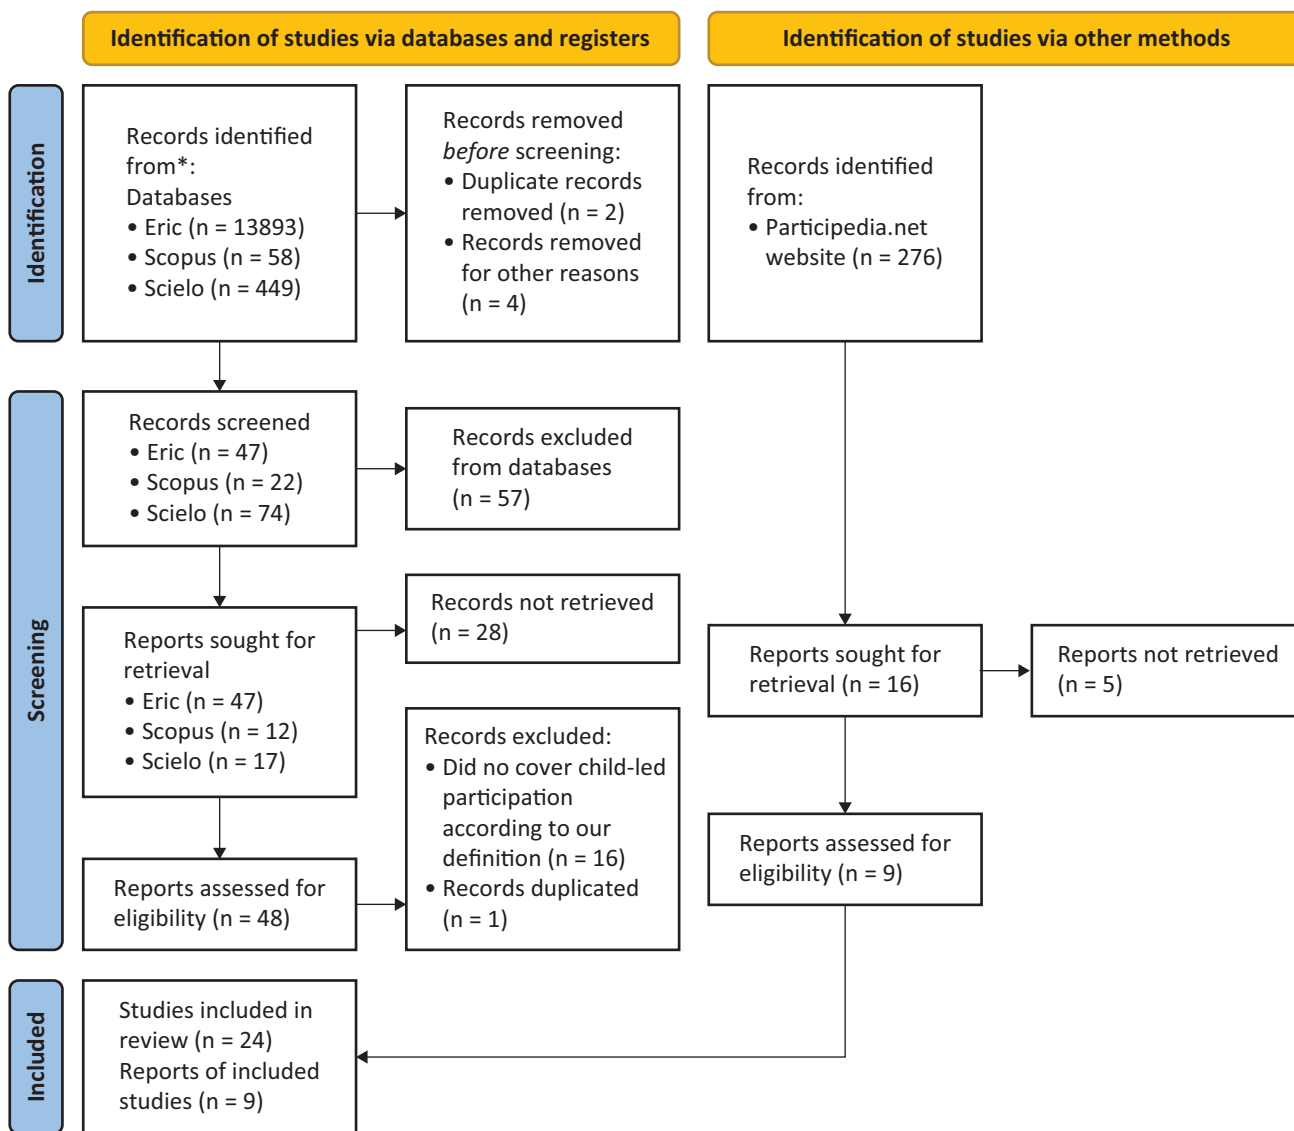 Identification of studies via databases and registers
Identification of studies via other methods
Identification
Records identified
from*:
Databases
• Eric (n = 13893)
• Scopus (n = 58)
• Scielo (n = 449)
Records removed
before screening:
• Duplicate records
removed (n = 2)
• Records removed
for other reasons
(n = 4)
Records identified
from:
• Participedia.net
website (n = 276)
Screening
Records screened
• Eric (n = 47)
• Scopus (n = 22)
• Scielo (n = 74)
Records excluded
from databases
(n = 57)
Reports sought for
retrieval
• Eric (n = 47)
• Scopus (n = 12)
• Scielo (n = 17)
Records not retrieved
(n = 28)
Reports sought for
retrieval (n = 16)
Reports not retrieved
(n = 5)
Reports assessed for
eligibility (n = 48)
Records excluded:
• Did no cover child-led
participation
according to our
definition (n = 16)
• Records duplicated
(n = 1)
Reports assessed for
eligibility (n = 9)
Included
Studies included in
review (n = 24)
Reports of included
studies (n = 9)